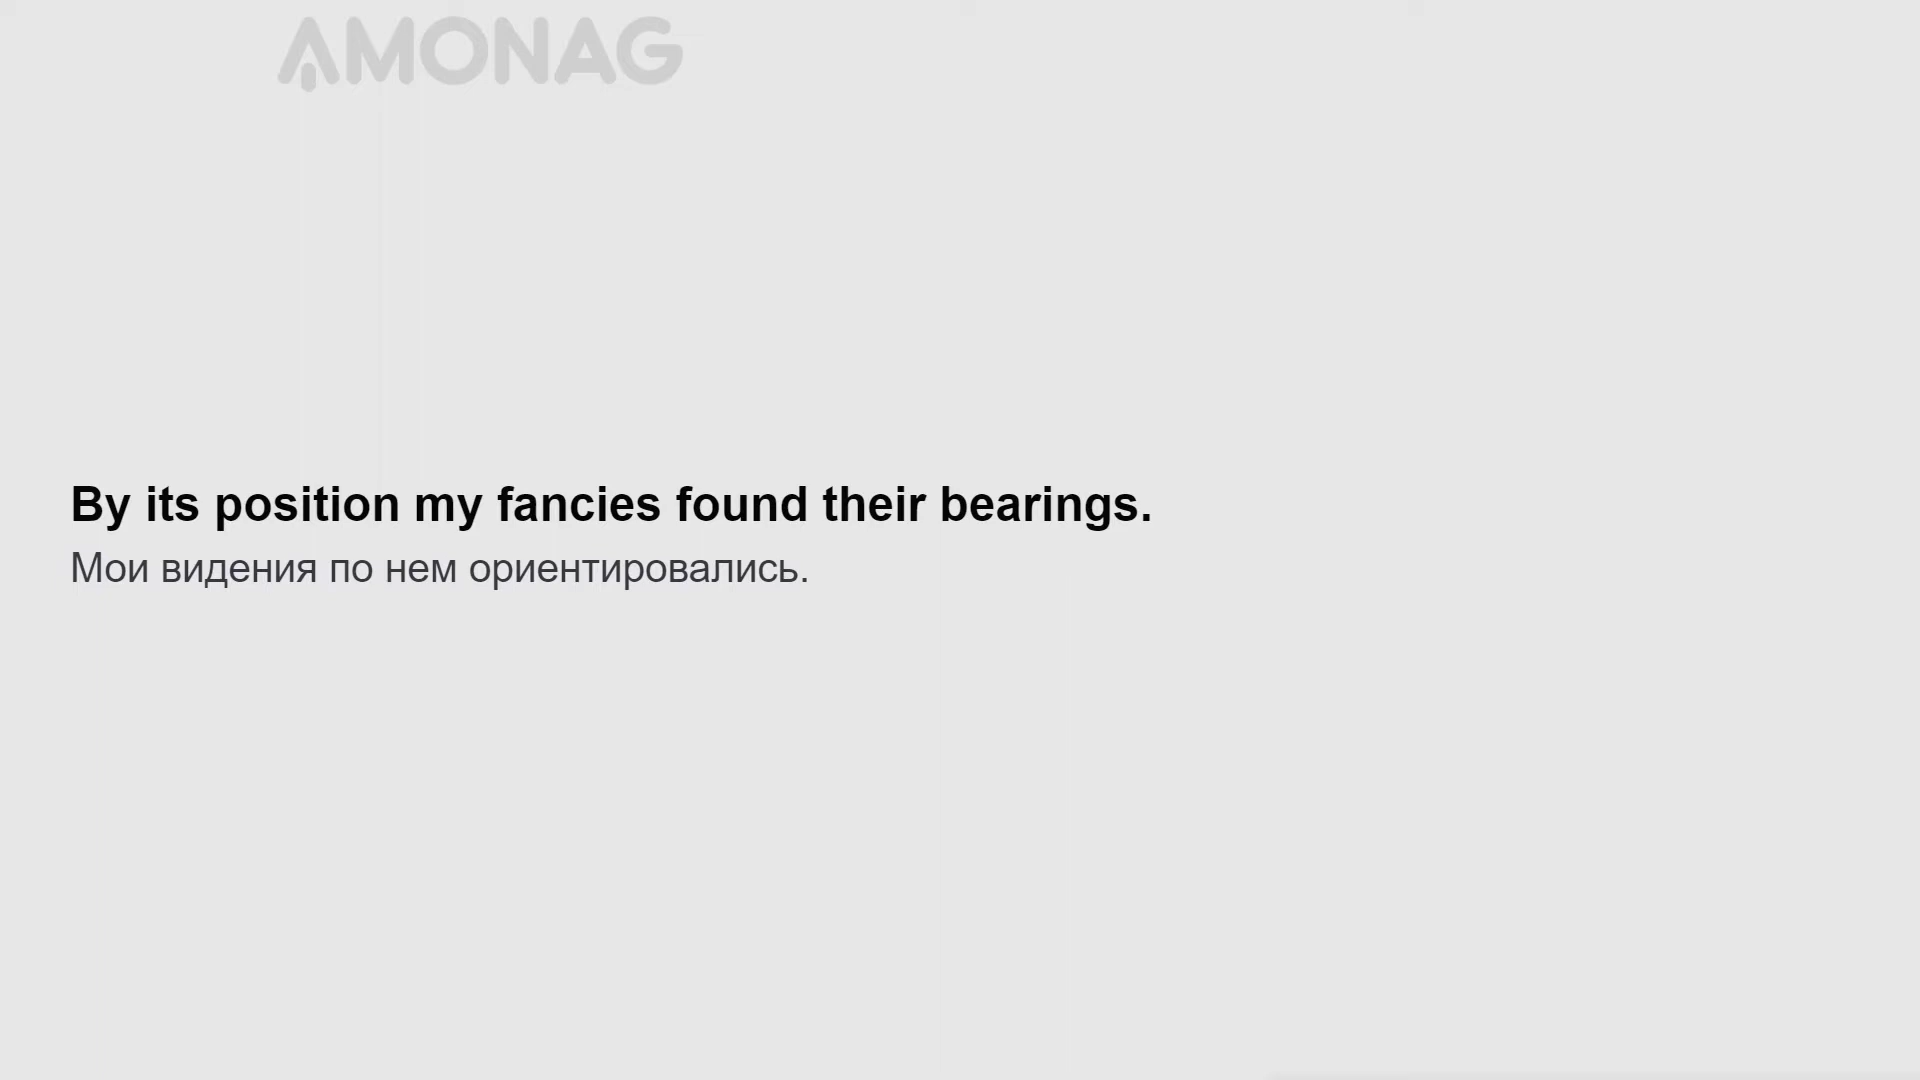 AMONAG
By its position my fancies found their bearings.
Мои видения по нем ориентировались.